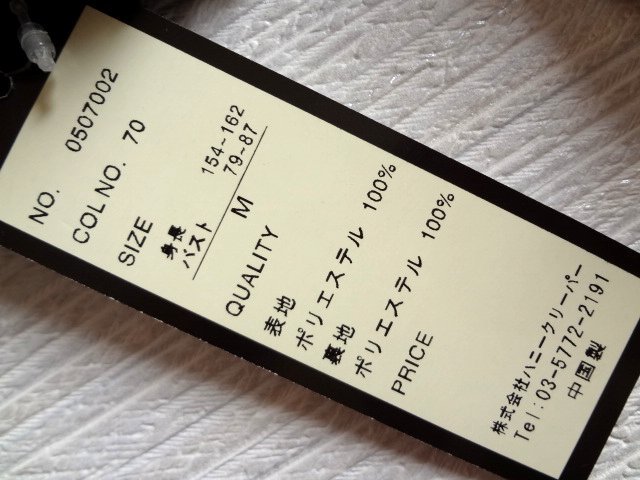 NO. 0507002
COL NO. 70
SIZE
身長 154~162
バスト 79~87
M
QUALITY
表地
ポリエステル 100%
裏地
ポリエステル 100%
PRICE
株式会社ハニークリーパー
Tel:03-5772-2191
中国製